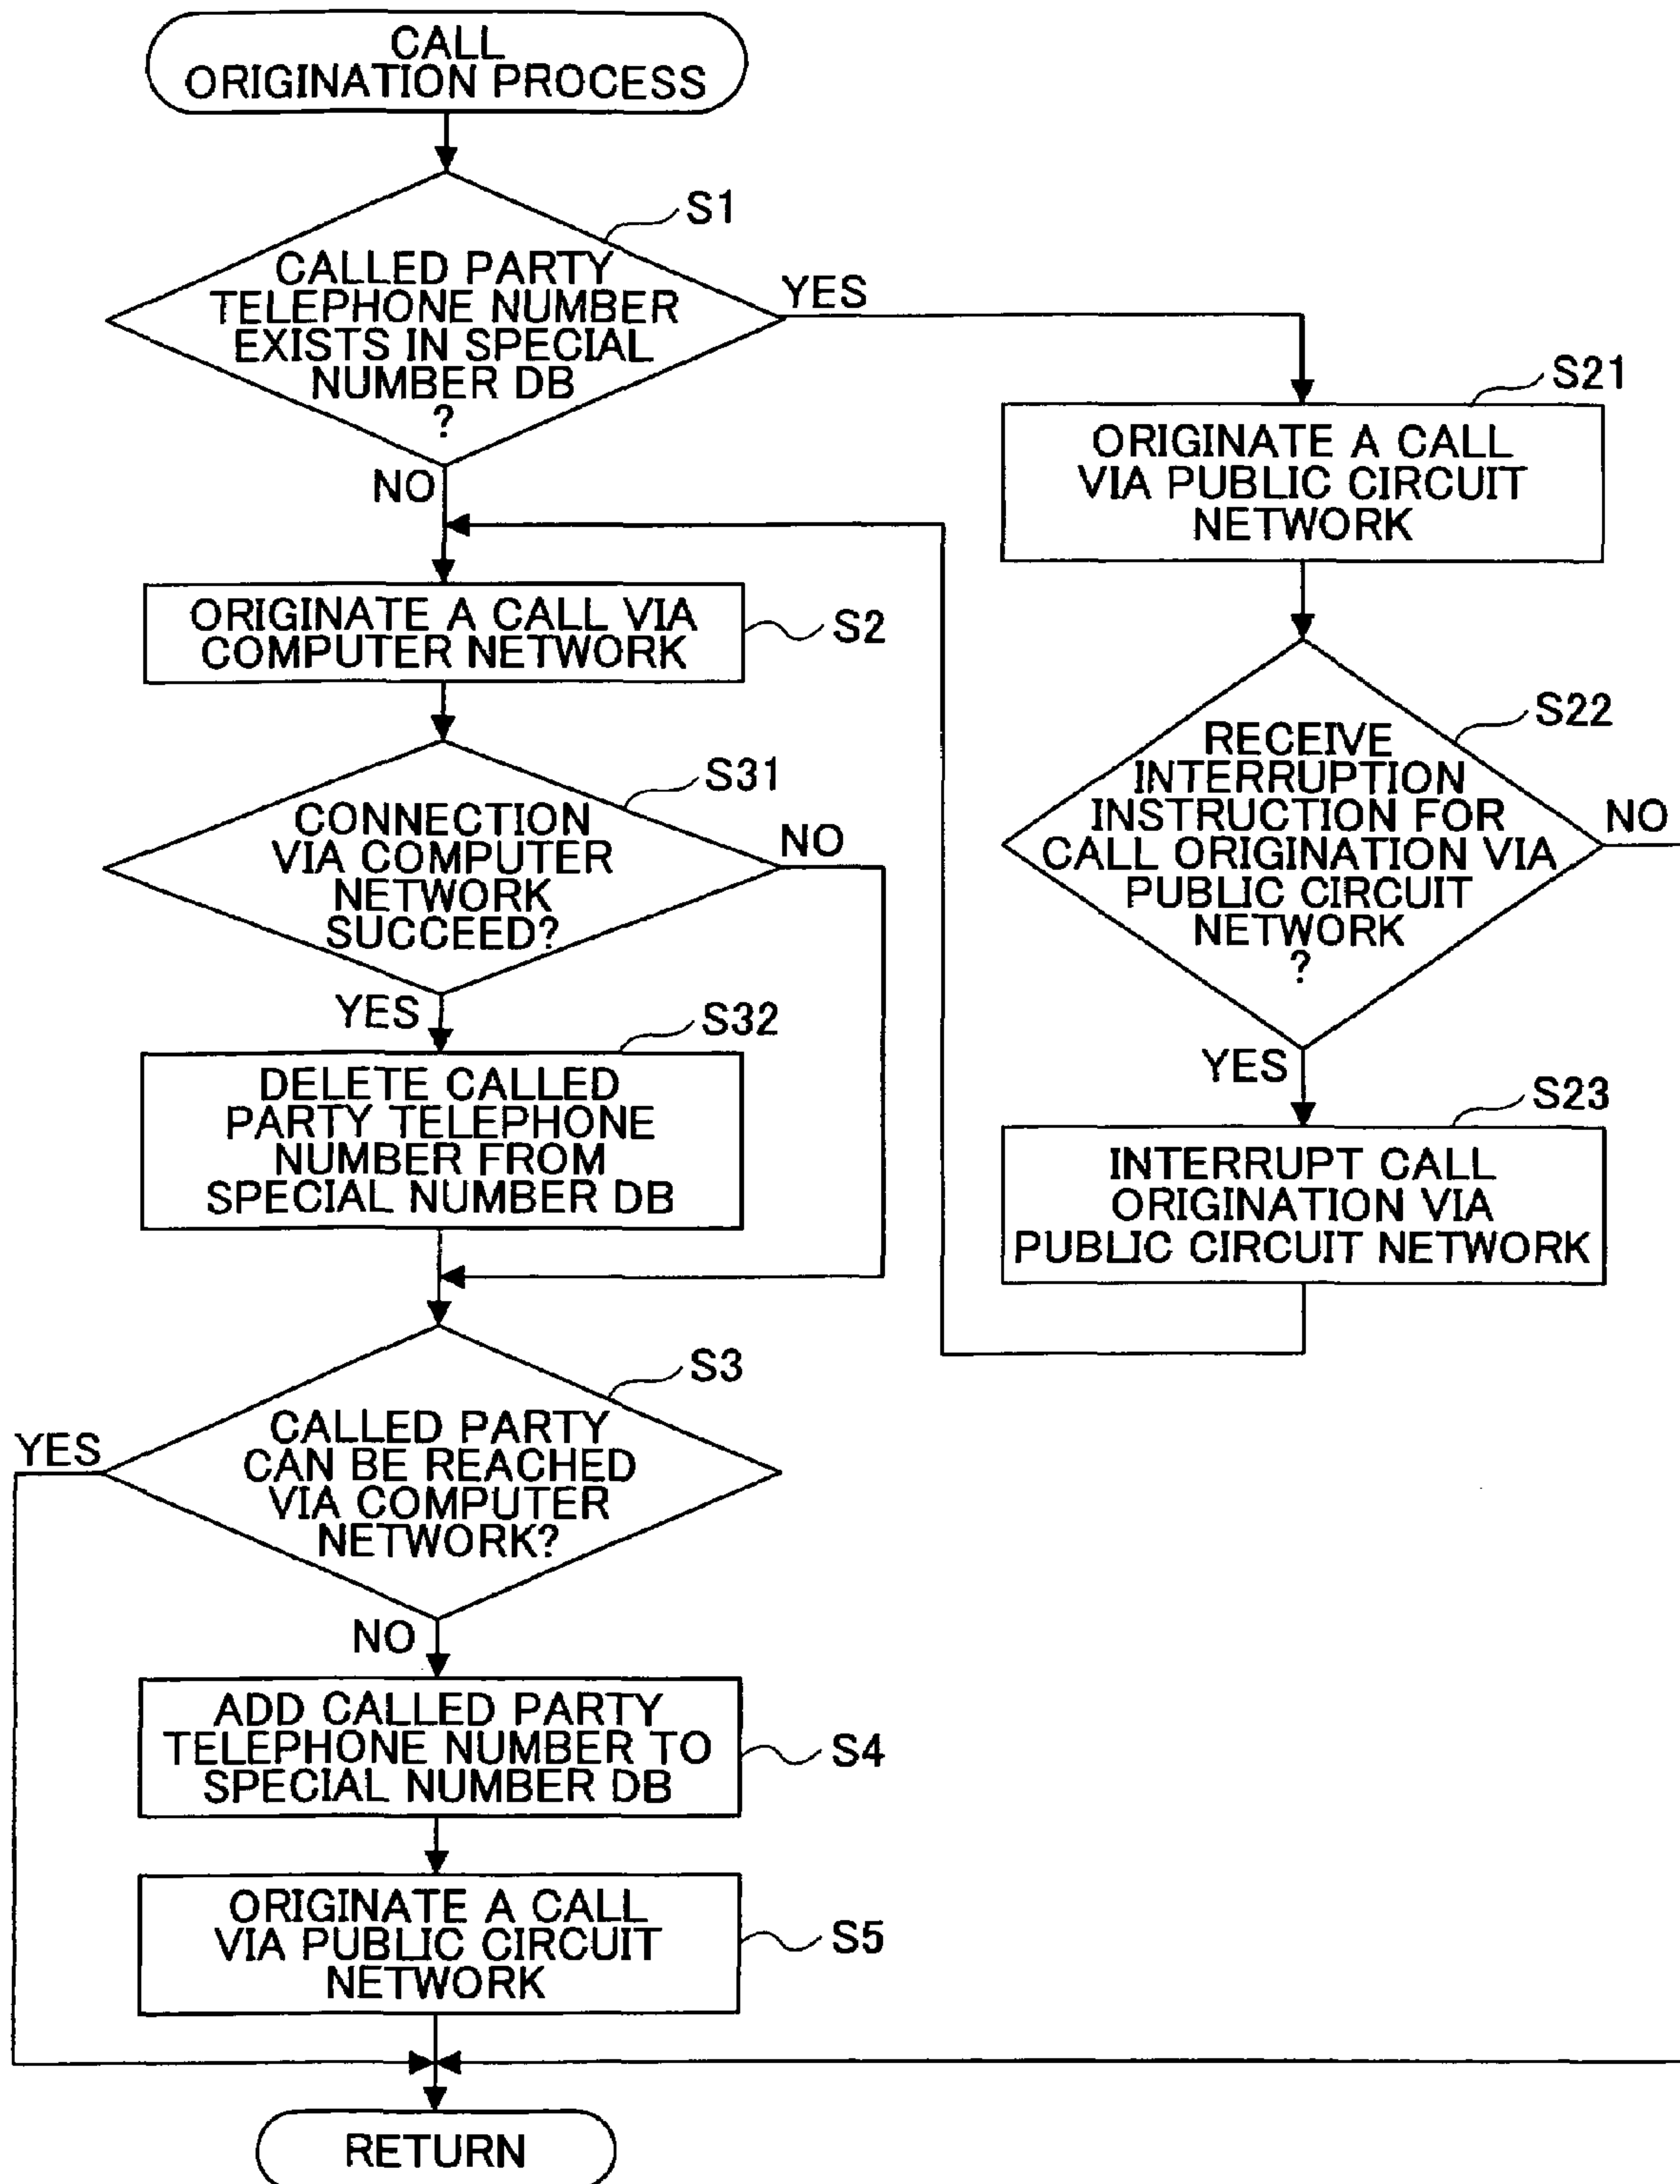 CALL
ORIGINATION PROCESS
S1
CALLED PARTY
TELEPHONE NUMBER
EXISTS IN SPECIAL
NUMBER DB
?
YES
NO
S21
ORIGINATE A CALL
VIA PUBLIC CIRCUIT
NETWORK
ORIGINATE A CALL VIA
COMPUTER NETWORK
S2
S22
RECEIVE
INTERRUPTION
INSTRUCTION FOR
CALL ORIGINATION VIA
PUBLIC CIRCUIT
NETWORK
?
NO
YES
S31
CONNECTION
VIA COMPUTER
NETWORK
SUCCEED?
NO
YES
S32
DELETE CALLED
PARTY TELEPHONE
NUMBER FROM
SPECIAL NUMBER DB
S23
INTERRUPT CALL
ORIGINATION VIA
PUBLIC CIRCUIT NETWORK
S3
CALLED PARTY
CAN BE REACHED
VIA COMPUTER
NETWORK?
YES
NO
ADD CALLED PARTY
TELEPHONE NUMBER TO
SPECIAL NUMBER DB
S4
ORIGINATE A CALL
VIA PUBLIC CIRCUIT
NETWORK
S5
RETURN